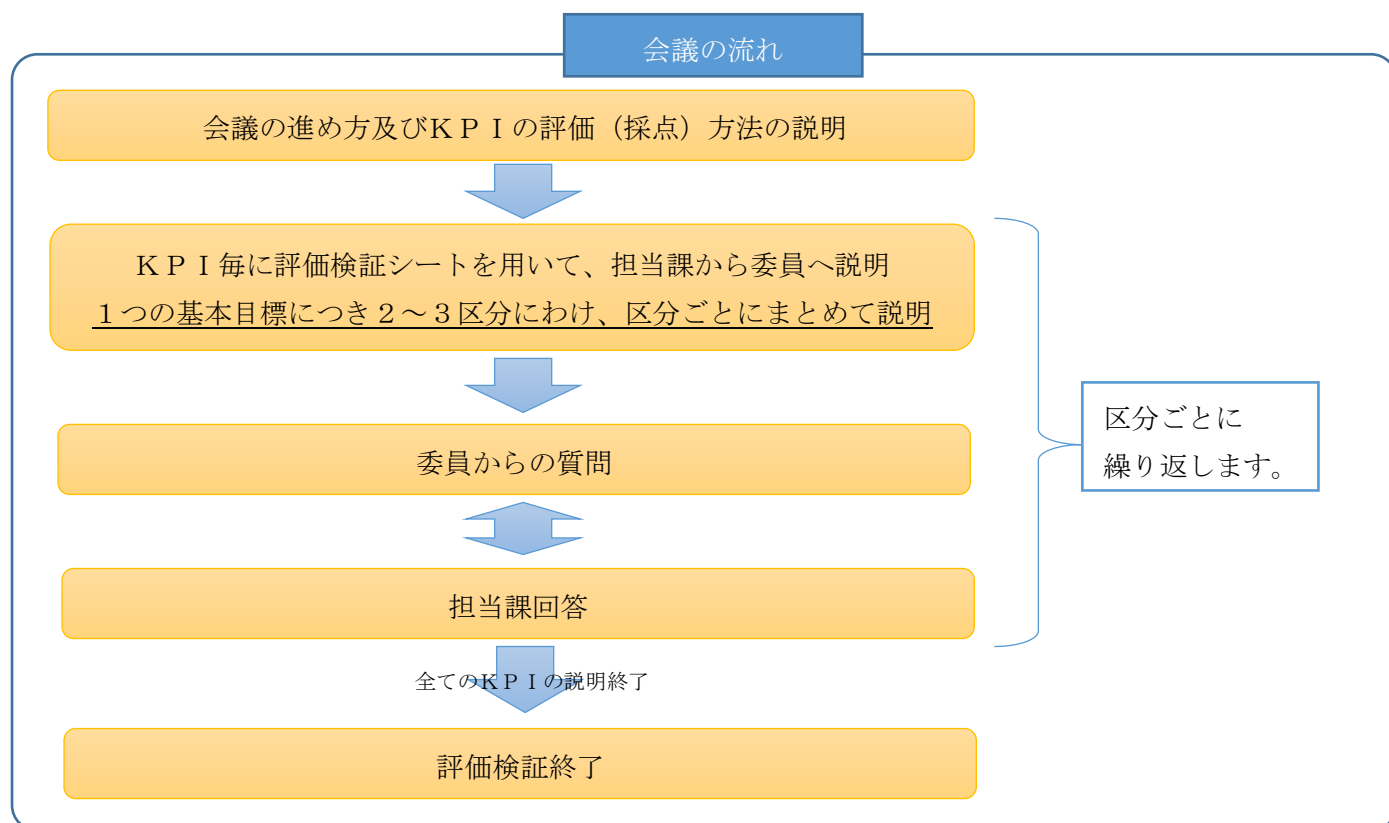 会議の流れ
会議の進め方及びＫＰＩの評価（採点）方法の説明
ＫＰＩ毎に評価検証シートを用いて、担当課から委員へ説明
１つの基本目標につき２～３区分にわけ、区分ごとにまとめて説明
委員からの質問
区分ごとに
繰り返します。
担当課回答
全てのＫＰＩの説明終了
評価検証終了